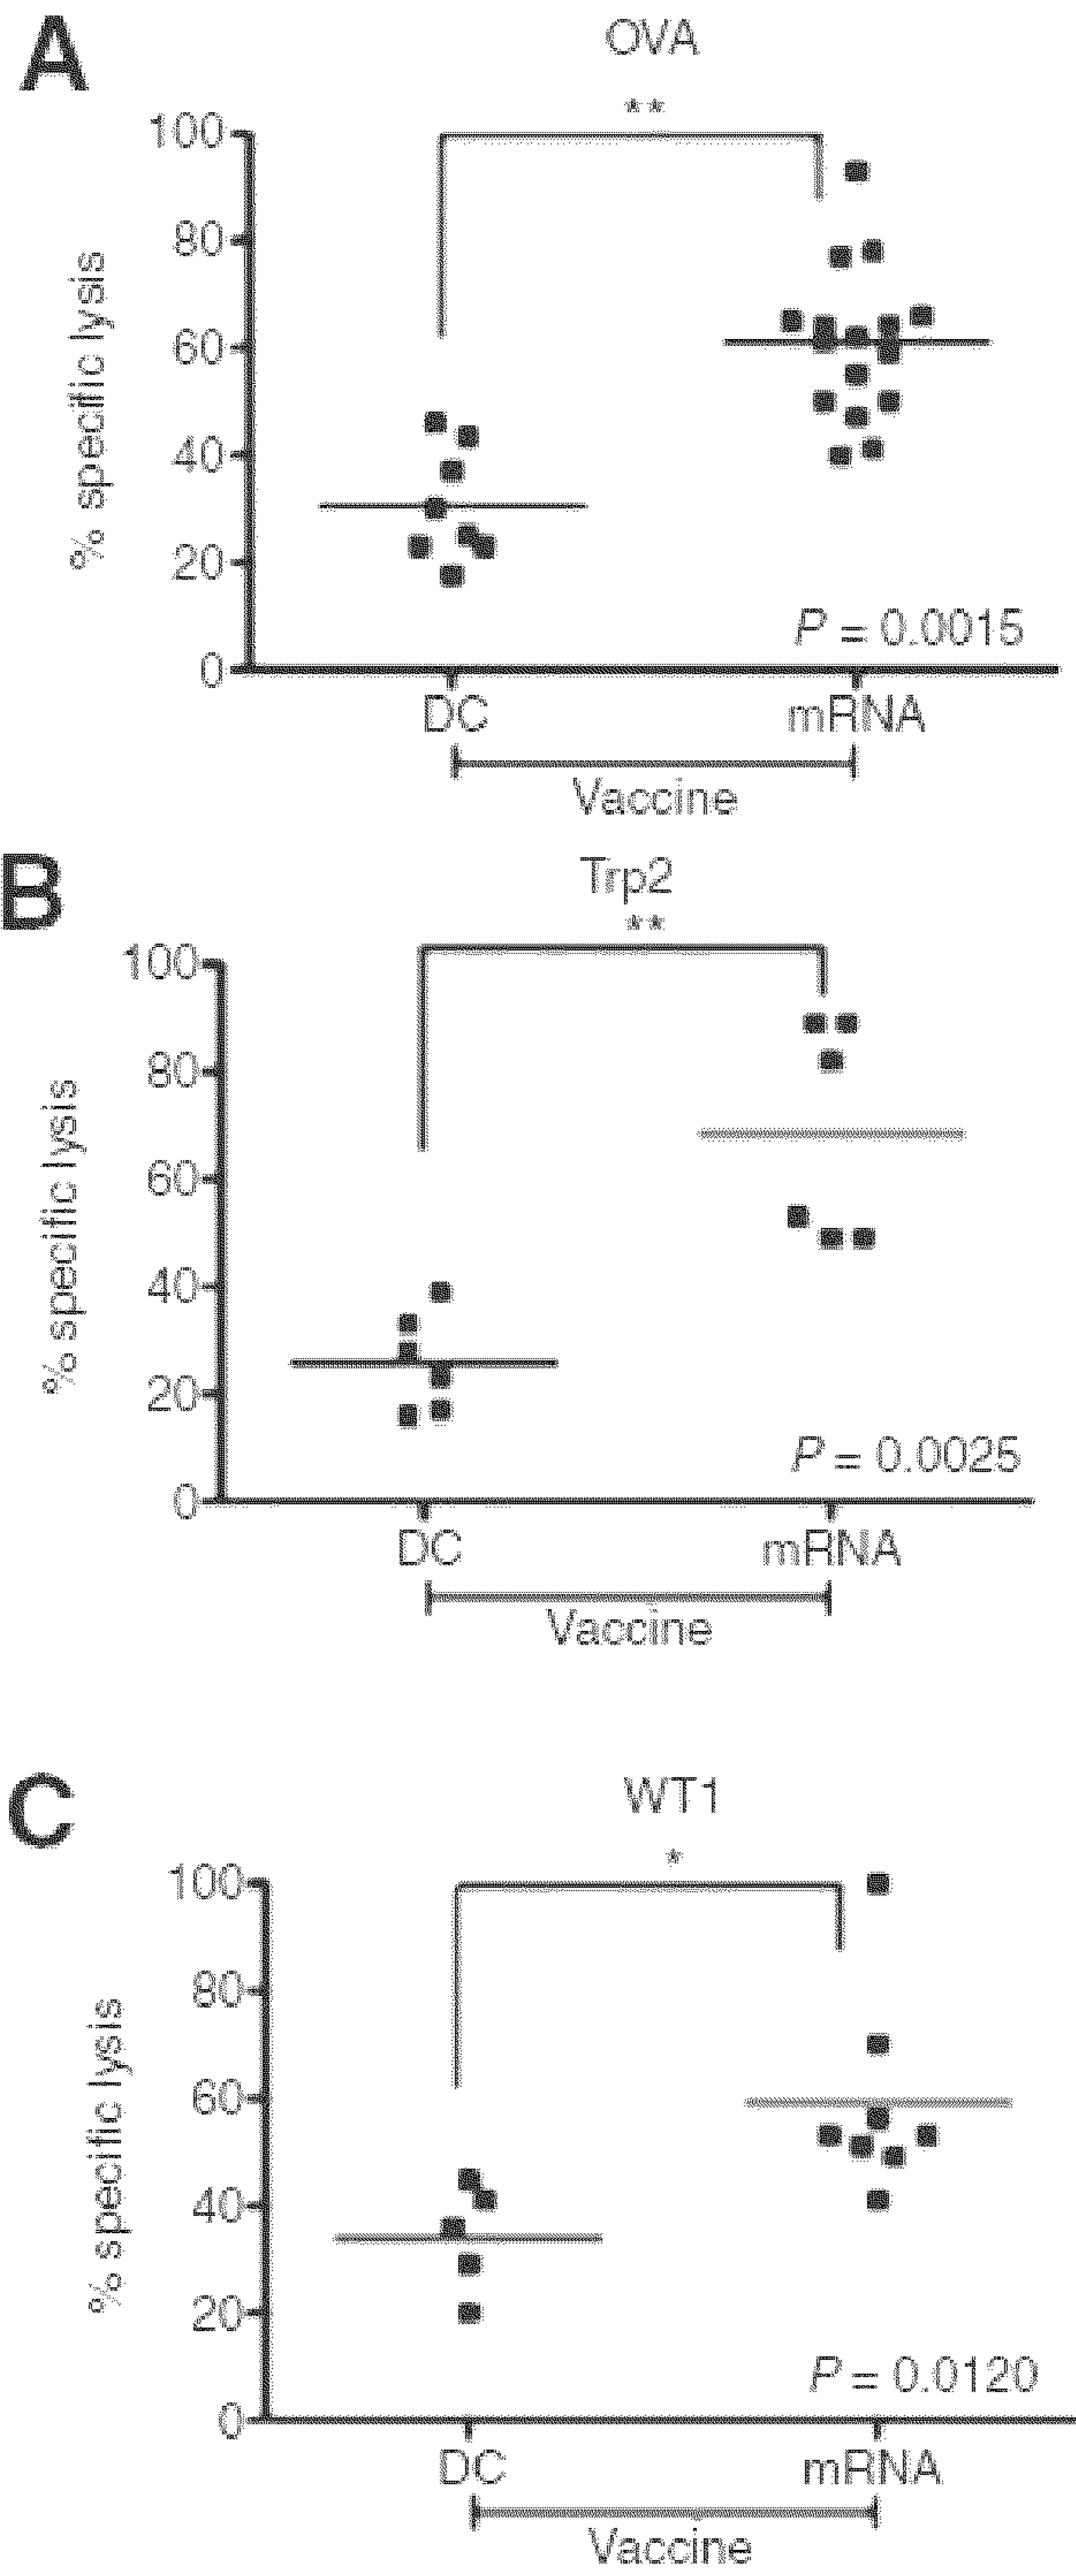 A
OVA
**
100
80
60
40
20
0
% specific lysis
P = 0.0015
DC mRNA
Vaccine
B
Trp2
**
100
80
60
40
20
0
% specific lysis
P = 0.0025
DC mRNA
Vaccine
C
WT1
*
100
80
60
40
20
0
% specific lysis
P = 0.0120
DC mRNA
Vaccine